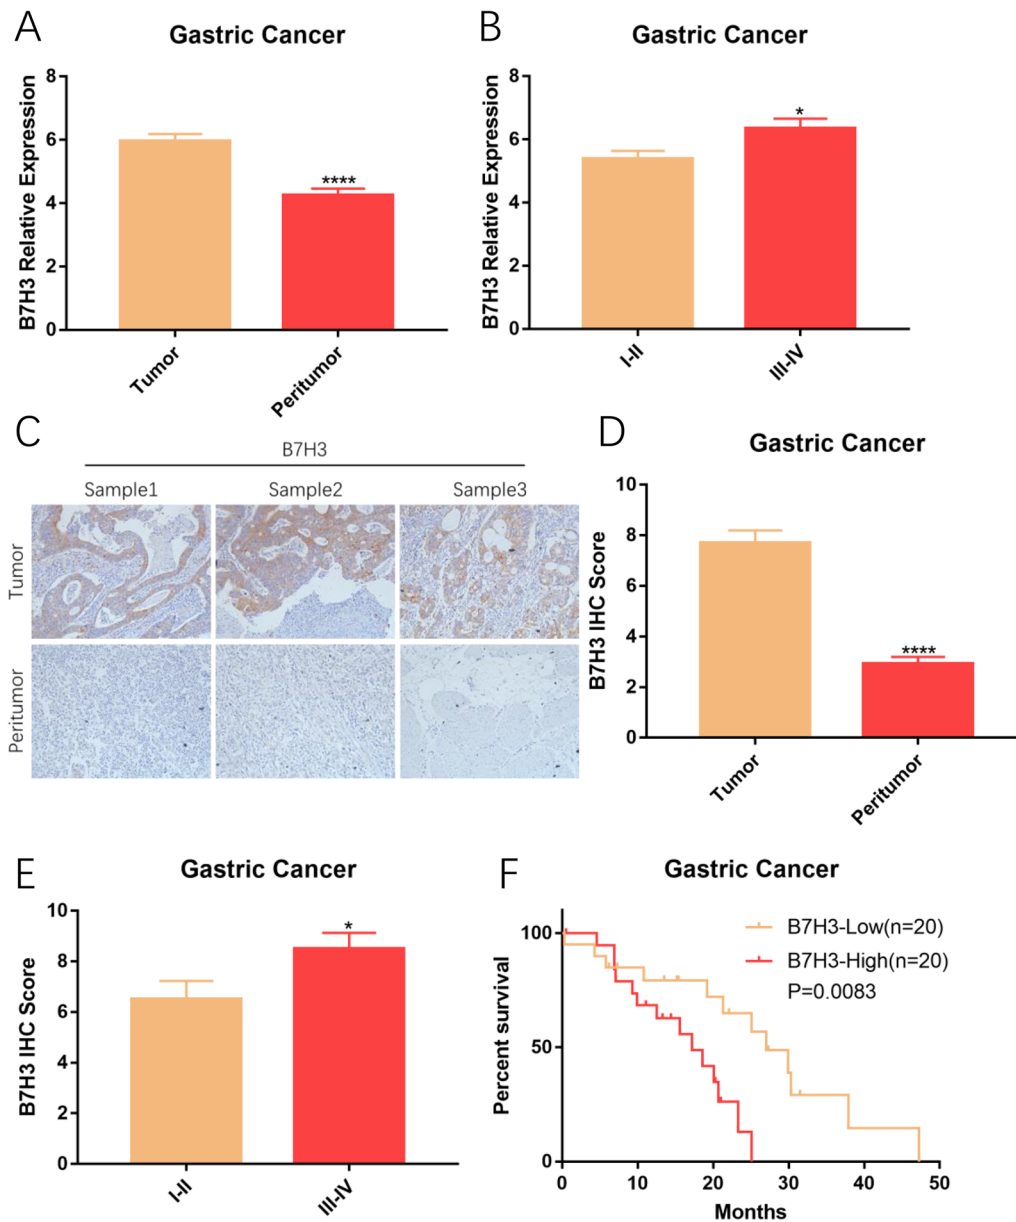 A
Gastric Cancer
B7H3 Relative Expression
8
6
4
2
0
****
Tumor
Peritumor
B
Gastric Cancer
B7H3 Relative Expression
8
6
4
2
0
*
I-II
III-IV
C
B7H3
Sample1 Sample2 Sample3
Tumor
Peritumor
D
Gastric Cancer
B7H3 IHC Score
10
8
6
4
2
0
****
Tumor
Peritumor
E
Gastric Cancer
B7H3 IHC Score
10
8
6
4
2
0
*
I-II
III-IV
F
Gastric Cancer
Percent survival
100
50
0
B7H3-Low(n=20)
B7H3-High(n=20)
P=0.0083
0 10 20 30 40 50
Months